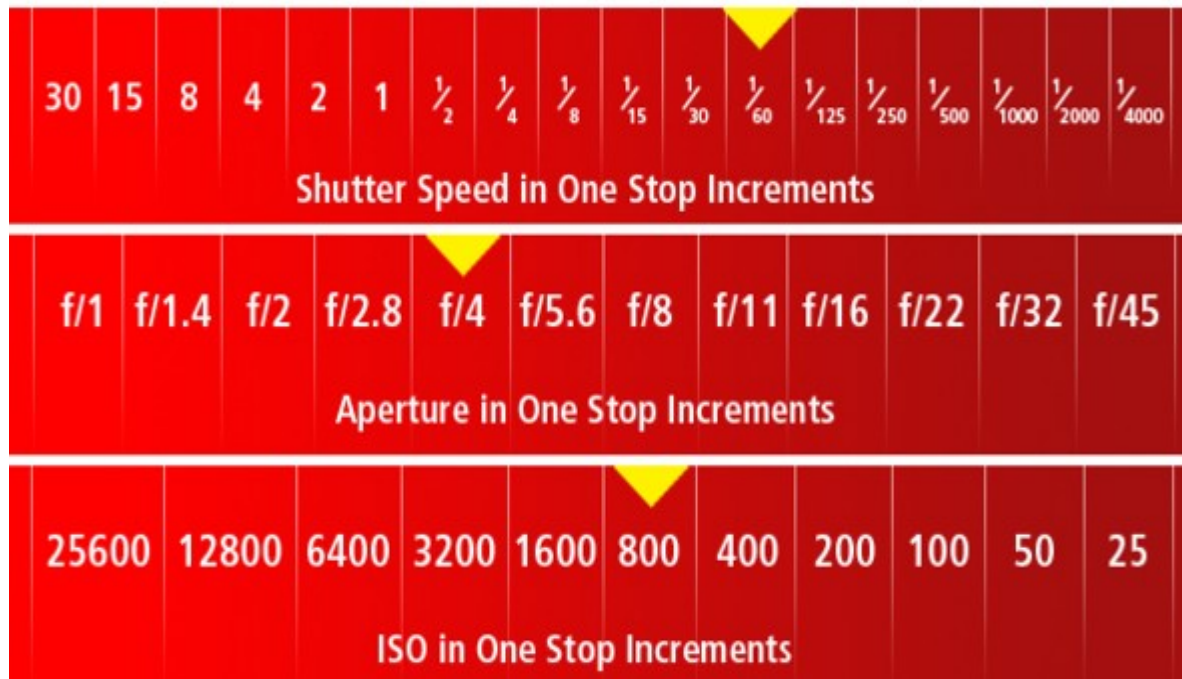 30 15 8 4 2 1 1/2 1/4 1/8 1/15 1/30 1/60 1/125 1/250 1/500 1/1000 1/2000 1/4000
Shutter Speed in One Stop Increments
f/1 f/1.4 f/2 f/2.8 f/4 f/5.6 f/8 f/11 f/16 f/22 f/32 f/45
Aperture in One Stop Increments
25600 12800 6400 3200 1600 800 400 200 100 50 25
ISO in One Stop Increments